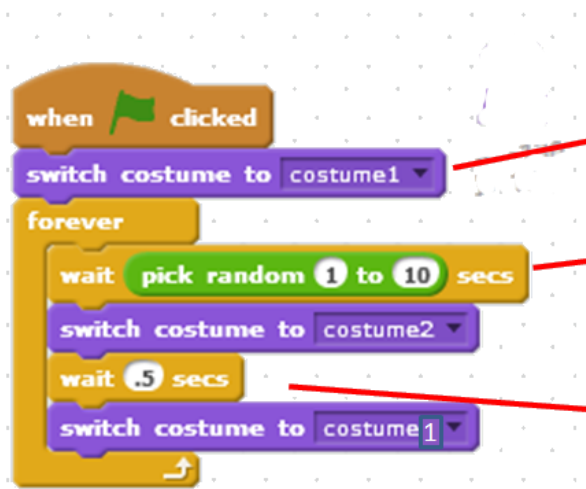 when clicked
switch costume to costume1
forever
wait pick random 1 to 10 secs
switch costume to costume2
wait .5 secs
switch costume to costume1